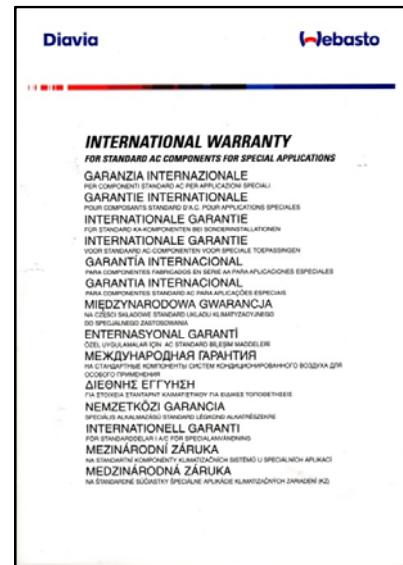 Diavia
Webasto
INTERNATIONAL WARRANTY
FOR STANDARD AC COMPONENTS FOR SPECIAL APPLICATIONS
GARANZIA INTERNAZIONALE
PER COMPONENTI STANDARD AC PER APPLICAZIONI SPECIALI
GARANTIE INTERNATIONALE
POUR COMPOSANTS STANDARD D'A.C. POUR APPLICATIONS SPECIALES
INTERNATIONALE GARANTIE
FÜR STANDARD KA-KOMPONENTEN BEI SONDERINSTALLATIONEN
INTERNATIONALE GARANTIE
VOOR STANDAARD AC-COMPONENTEN VOOR SPECIALE TOEPASSINGEN
GARANTÍA INTERNACIONAL
PARA COMPONENTES FABRICADOS EN SERIE AA PARA APLICACIONES ESPECIALES
GARANTIA INTERNACIONAL
PARA COMPONENTES STANDARD AC PARA APLICAÇÕES ESPECIAIS
MIĘDZYNARODOWA GWARANCJA
NA CZĘŚCI SKŁADOWE STANDARD UKŁADU KLIMATYZACYJNEGO
DO SPECJALNEGO ZASTOSOWANIA
ENTERNASYONAL GARANTİ
ÖZEL UYGULAMALAR İÇİN AC STANDARD BİLEŞİM MADDELERİ
МЕЖДУНАРОДНАЯ ГАРАНТИЯ
НА СТАНДАРТНЫЕ КОМПОНЕНТЫ СИСТЕМ КОНДИЦИОНИРОВАННОГО ВОЗДУХА ДЛЯ
ОСОБОГО ПРИМЕНЕНИЯ
ΔΙΕΘΝΗΣ ΕΓΓΥΗΣΗ
ΓΙΑ ΣΤΟΙΧΕΙΑ ΣΤΑΝΤΑΡΝΤ ΚΛΙΜΑΤΙΣΤΙΚΟΥ ΓΙΑ ΕΙΔΙΚΕΣ ΤΟΠΟΘΕΤΗΣΕΙΣ
NEMZETKÖZI GARANCIA
SPECIÁLIS ALKALMAZÁSÚ STANDARD LÉGKOND ALKATRÉSZEKRE
INTERNATIONELL GARANTI
FÖR STANDARDDELAR I A/C FÖR SPECIALANVÄNDNING
MEZINÁRODNÍ ZÁRUKA
NA STANDARTNÍ KOMPONENTY KLIMATIZAČNÍCH SISTÉMŮ U SPECIÁLNÍCH APLIKACÍ
MEDZINÁRODNÁ ZÁRUKA
NA ŠTANDARDNÉ SÚČIASTKY ŠPECIÁLNE APLIKÁCIE KLIMATIZAČNÝCH ZARIADENÍ (KZ)